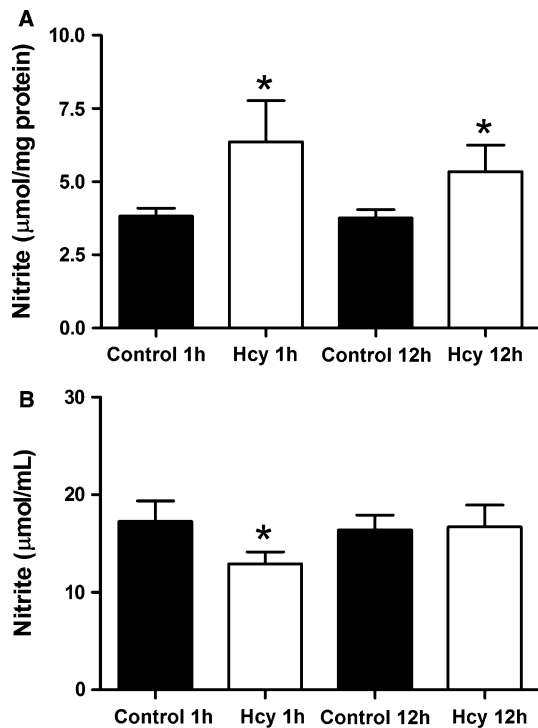 A
Nitrite (μmol/mg protein)
10.0
7.5
5.0
2.5
0.0
*
*
Control 1h Hcy 1h Control 12h Hcy 12h
B
Nitrite (μmol/mL)
30
20
10
0
*
Control 1h Hcy 1h Control 12h Hcy 12h